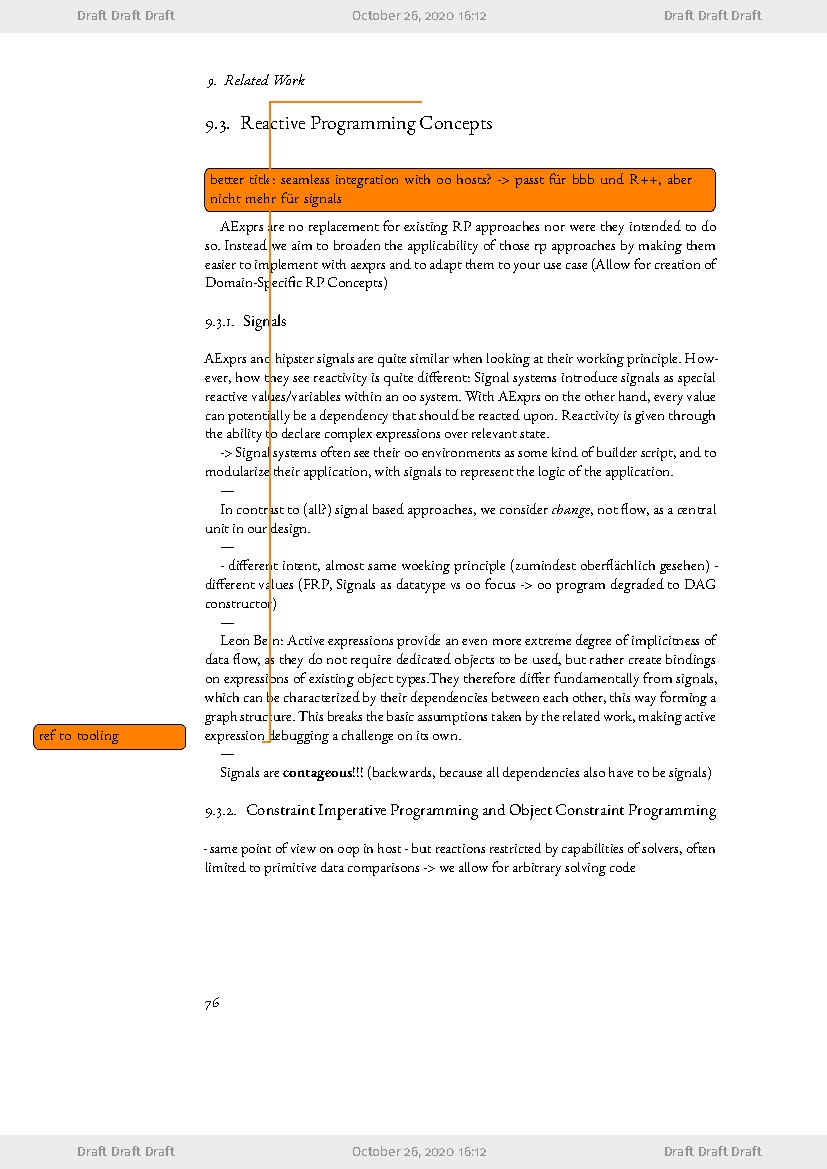 Draft Draft Draft October 26, 2020 16:12 Draft Draft Draft
9. Related Work
9.3. Reactive Programming Concepts
better title: seamless integration with oo hosts? -> passt für bbb und R++, aber
nicht mehr für signals
AExprs are no replacement for existing RP approaches nor were they intended to do
so. Instead we aim to broaden the applicability of those rp approaches by making them
easier to implement with aexprs and to adapt them to your use case (Allow for creation of
Domain-Specific RP Concepts)
9.3.1. Signals
AExprs and hipster signals are quite similar when looking at their working principle. How-
ever, how they see reactivity is quite different: Signal systems introduce signals as special
reactive values/variables within an oo system. With AExprs on the other hand, every value
can potentially be a dependency that should be reacted upon. Reactivity is given through
the ability to declare complex expressions over relevant state.
-> Signal systems often see their oo environments as some kind of builder script, and to
modularize their application, with signals to represent the logic of the application.
—
In contrast to (all?) signal based approaches, we consider change, not flow, as a central
unit in our design.
—
- different intent, almost same woeking principle (zumindest oberflächlich gesehen) -
different values (FRP, Signals as datatype vs oo focus -> oo program degraded to DAG
constructor)
—
Leon Bein: Active expressions provide an even more extreme degree of implicitness of
data flow, as they do not require dedicated objects to be used, but rather create bindings
on expressions of existing object types.They therefore differ fundamentally from signals,
which can be characterized by their dependencies between each other, this way forming a
graph structure. This breaks the basic assumptions taken by the related work, making active
expression debugging a challenge on its own.
ref to tooling
—
Signals are contageous!!! (backwards, because all dependencies also have to be signals)
9.3.2. Constraint Imperative Programming and Object Constraint Programming
- same point of view on oop in host - but reactions restricted by capabilities of solvers, often
limited to primitive data comparisons -> we allow for arbitrary solving code
76
Draft Draft Draft October 26, 2020 16:12 Draft Draft Draft